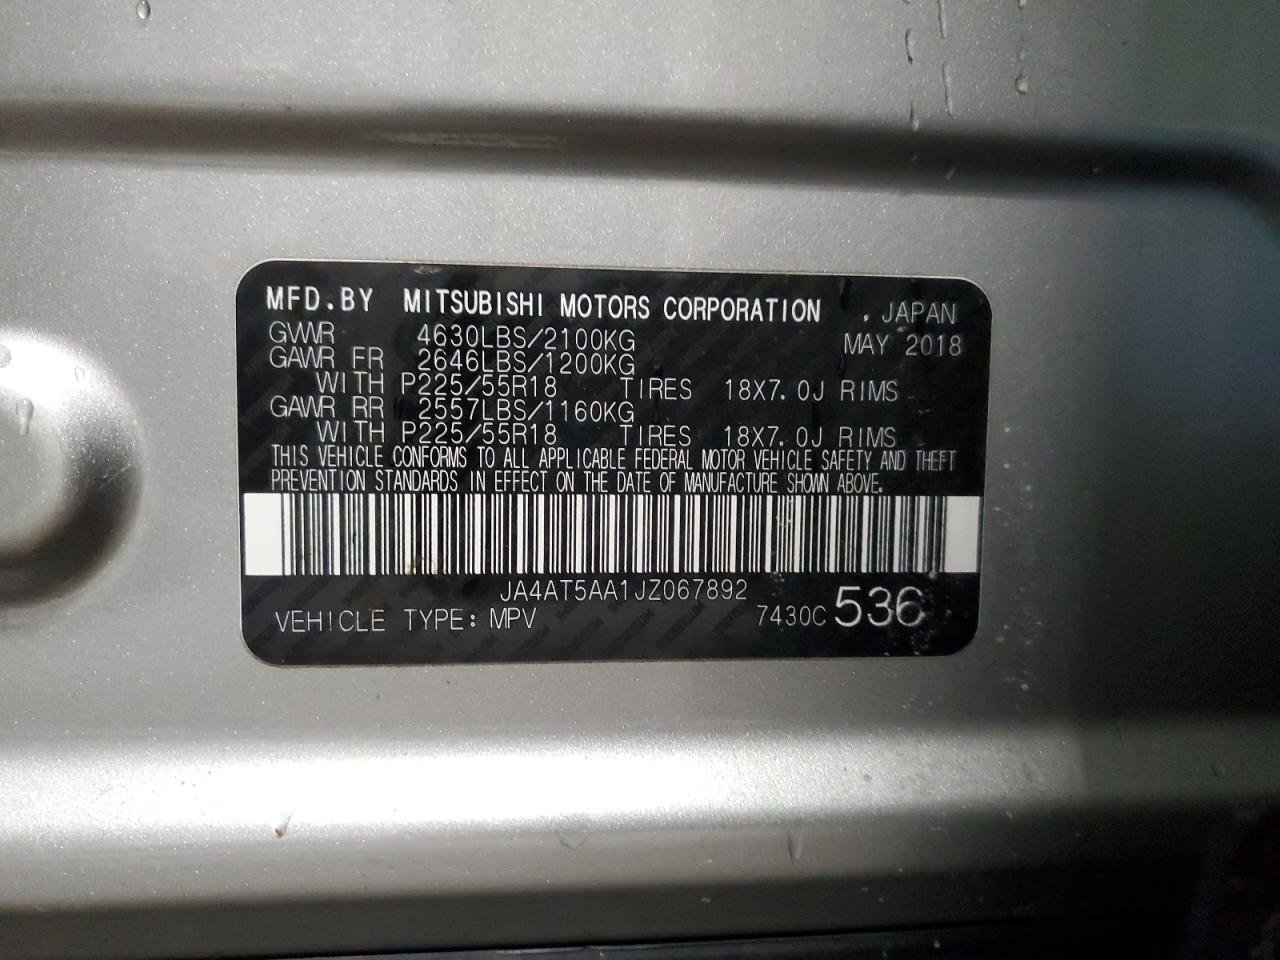 MFD.BY MITSUBISHI MOTORS CORPORATION . JAPAN
GWWR 4630LBS/2100KG MAY 2018
GAWR FR 2646LBS/1200KG
WITH P225/55R18 TIRES 18X7.0J RIMS
GAWR RR 2557LBS/1160KG
WITH P225/55R18 TIRES 18X7.0J RIMS
THIS VEHICLE CONFORMS TO ALL APPLICABLE FEDERAL MOTOR VEHICLE SAFETY AND THEFT
PREVENTION STANDARDS IN EFFECT ON THE DATE OF MANUFACTURE SHOWN ABOVE.
JA4AT5AA1JZ067892
VEHICLE TYPE: MPV 7430C 536